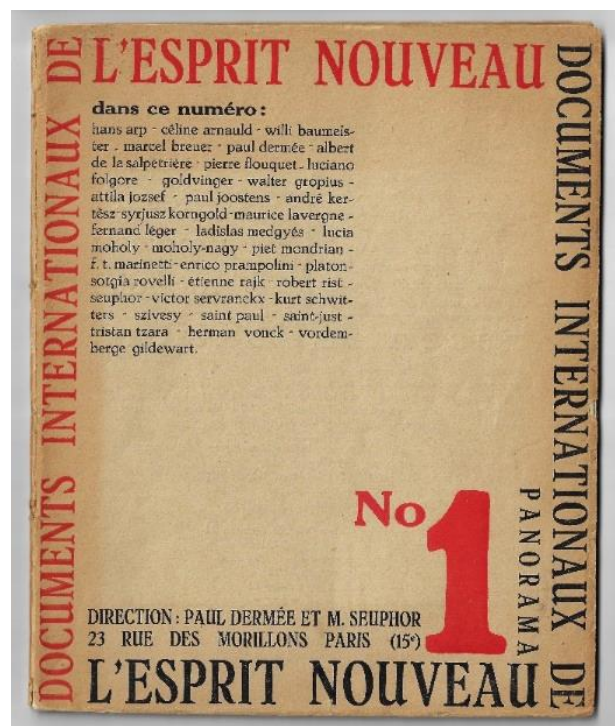 DOCUMENTS INTERNATIONAUX DE
L'ESPRIT NOUVEAU
DOCUMENTS INTERNATIONAUX DE
L'ESPRIT NOUVEAU
dans ce numéro:
hans arp - céline arnauld - willi baumeis-
ter - marcel breuer - paul dermée - albert
de la salpêtrière - pierre flouquet - luciano
folgore - goldvinger - walter gropius -
attila jozsef - paul joostens - andré ker-
tész - syrjusz korngold - maurice lavergne -
fernand léger - ladislas medgyés - lucia
moholy - moholy-nagy - piet mondrian -
f. t. marinetti - enrico prampolini - platon -
sotgia rovelli - étienne rajk - robert rist -
seuphor - victor servranckx - kurt schwit-
ters - szivesy - saint paul - saint-just -
tristan tzara - herman vonck - vordem-
berge gildewart.
No 1
PANORAMA
DIRECTION : PAUL DERMÉE ET M. SEUPHOR
23 RUE DES MORILLONS PARIS (15e)